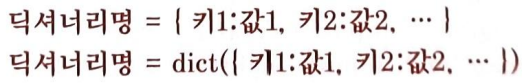 딕셔너리명 = { 키1:값1, 키2:값2, ⋯ }
딕셔너리명 = dict({ 키1:값1, 키2:값2, ⋯ })